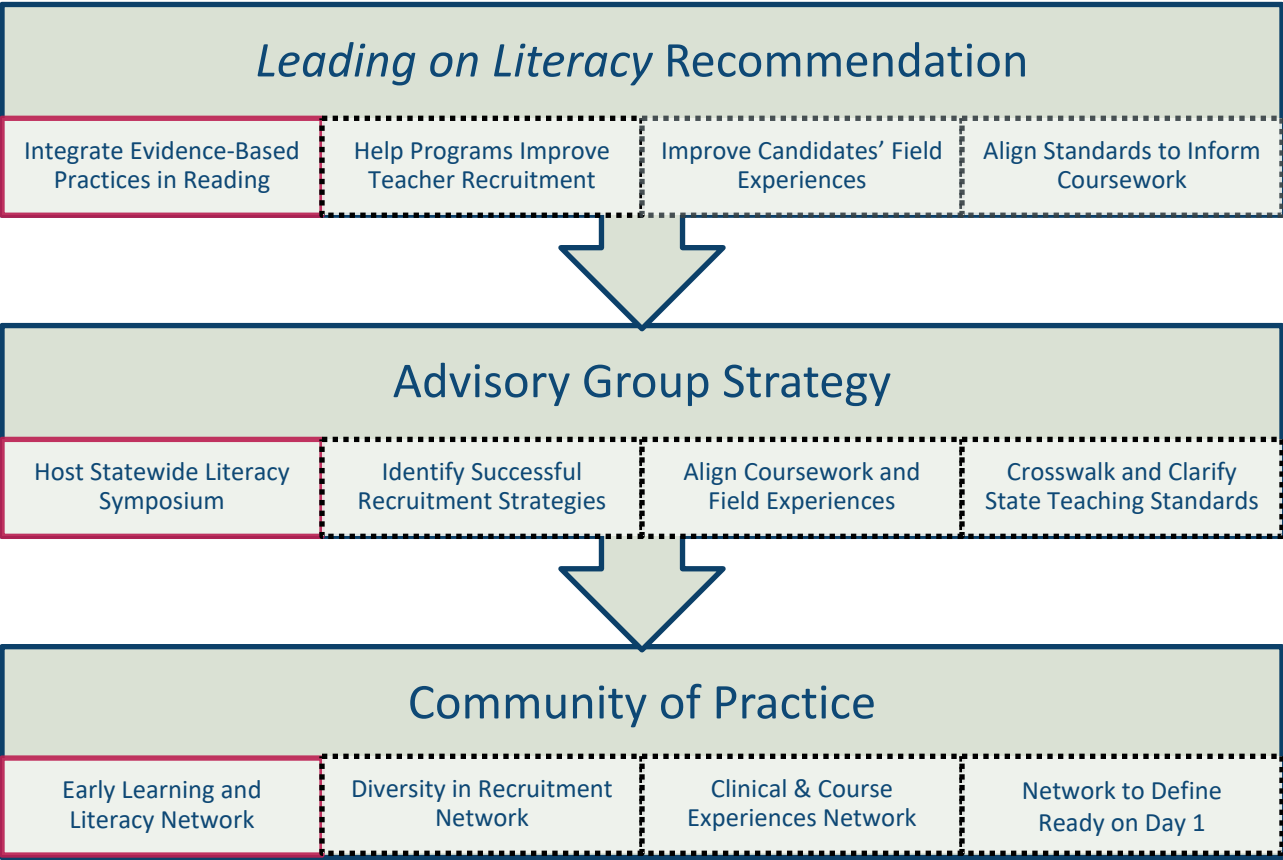 Leading on Literacy Recommendation
Integrate Evidence-Based
Practices in Reading
Help Programs Improve
Teacher Recruitment
Improve Candidates’ Field
Experiences
Align Standards to Inform
Coursework
Advisory Group Strategy
Host Statewide Literacy
Symposium
Identify Successful
Recruitment Strategies
Align Coursework and
Field Experiences
Crosswalk and Clarify
State Teaching Standards
Community of Practice
Early Learning and
Literacy Network
Diversity in Recruitment
Network
Clinical & Course
Experiences Network
Network to Define
Ready on Day 1